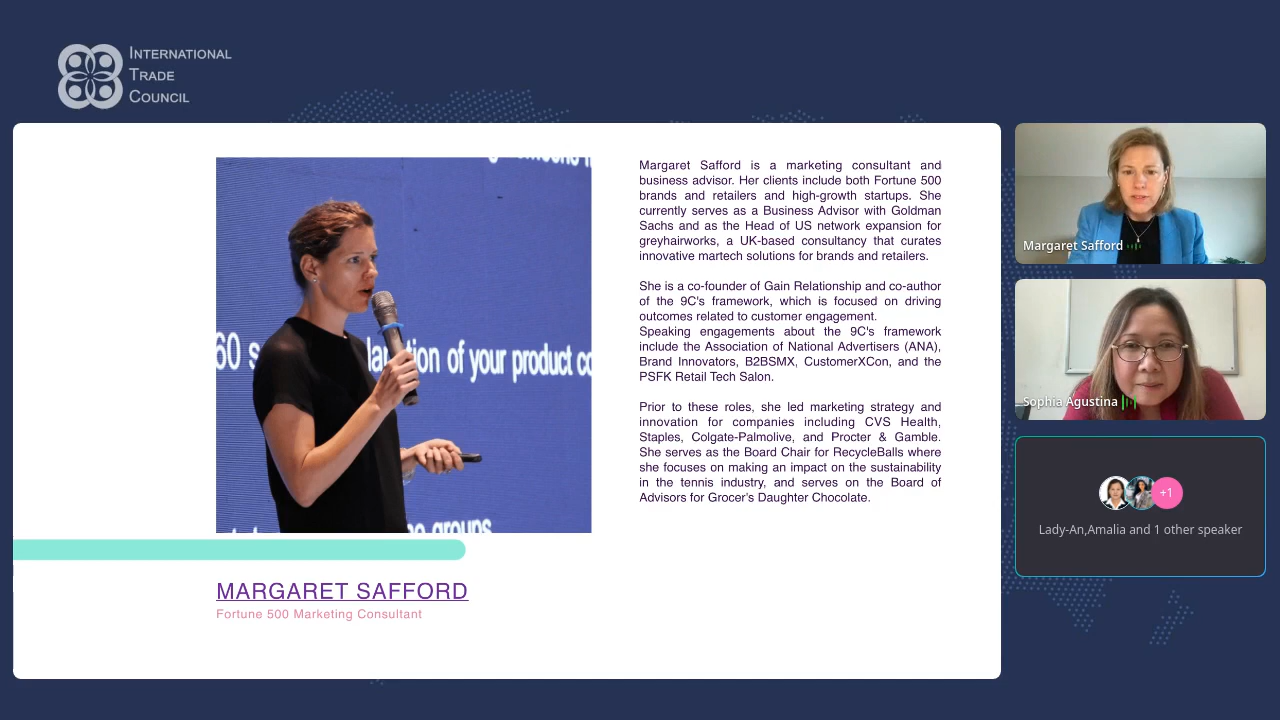 INTERNATIONAL
TRADE
COUNCIL
60 s
of your product co
groups
Margaret Safford is a marketing consultant and
business advisor. Her clients include both Fortune 500
brands and retailers and high-growth startups. She
currently serves as a Business Advisor with Goldman
Sachs and as the Head of US network expansion for
greyhairworks, a UK-based consultancy that curates
innovative martech solutions for brands and retailers.
She is a co-founder of Gain Relationship and co-author
of the 9C's framework, which is focused on driving
outcomes related to customer engagement.
Speaking engagements about the 9C's framework
include the Association of National Advertisers (ANA),
Brand Innovators, B2BSMX, CustomerXCon, and the
PSFK Retail Tech Salon.
Prior to these roles, she led marketing strategy and
innovation for companies including CVS Health,
Staples, Colgate-Palmolive, and Procter & Gamble.
She serves as the Board Chair for RecycleBalls where
she focuses on making an impact on the sustainability
in the tennis industry, and serves on the Board of
Advisors for Grocer's Daughter Chocolate.
MARGARET SAFFORD
Fortune 500 Marketing Consultant
Margaret Safford
Sophia Agustina
+1
Lady-An,Amalia and 1 other speaker